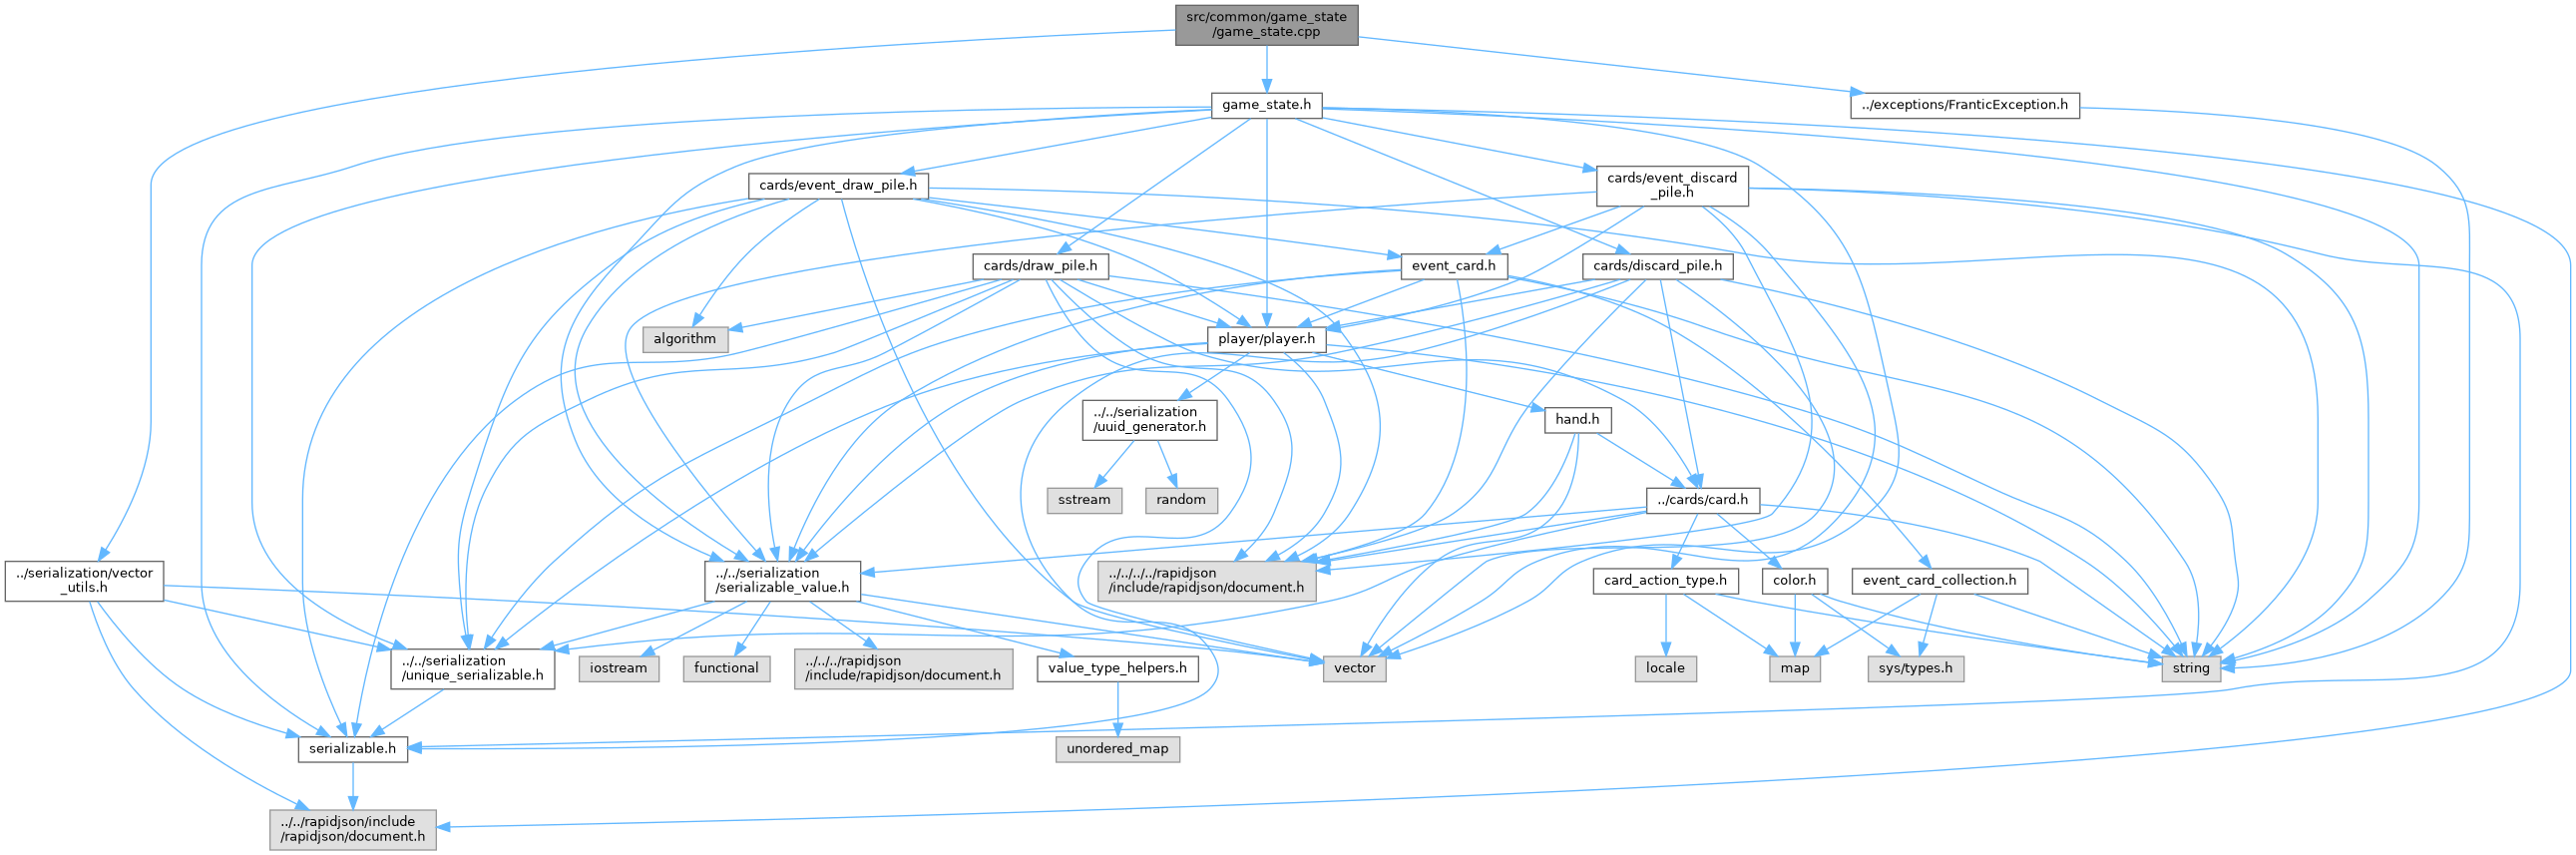 src/common/game_state
/game_state.cpp
game_state.h
../exceptions/FranticException.h
cards/event_draw_pile.h
cards/event_discard
_pile.h
cards/draw_pile.h
event_card.h
cards/discard_pile.h
algorithm
player/player.h
../../serialization
/uuid_generator.h
hand.h
sstream
random
../cards/card.h
../serialization/vector
_utils.h
../../serialization
/serializable_value.h
../../../../rapidjson
/include/rapidjson/document.h
card_action_type.h
color.h
event_card_collection.h
../../serialization
/unique_serializable.h
iostream
functional
../../../rapidjson
/include/rapidjson/document.h
value_type_helpers.h
vector
locale
map
sys/types.h
string
serializable.h
unordered_map
../../rapidjson/include
/rapidjson/document.h